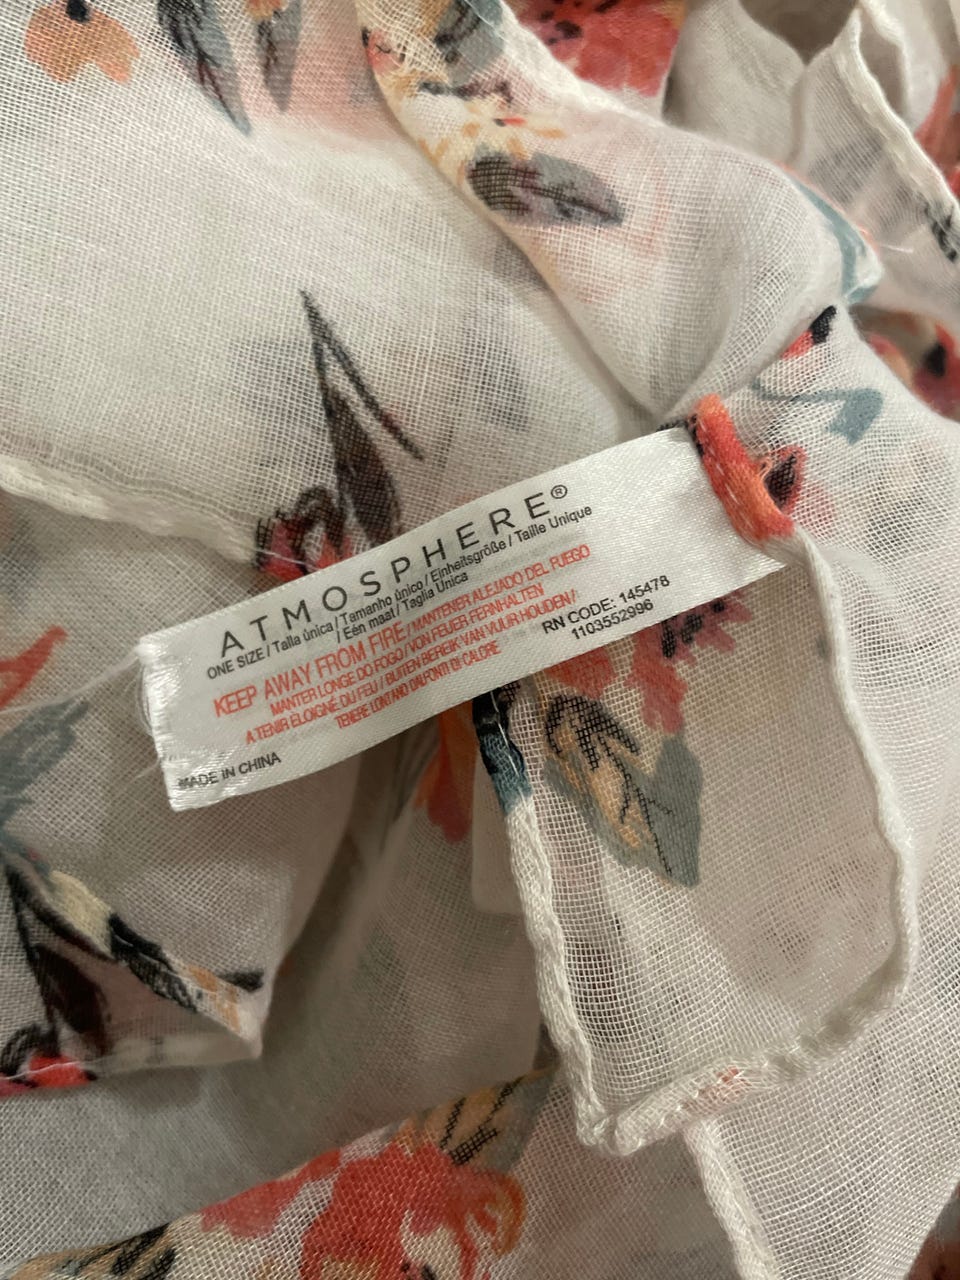 ATMOSPHERE®
ONE SIZE / Talla única / Tamanho único / Einheitsgröße / Taille Unique
/ Eén maat / Taglia Unica
KEEP AWAY FROM FIRE / MANTENER ALEJADO DEL FUEGO
MANTER LONGE DO FOGO / VON FEUER FERNHALTEN
A TENIR ELOIGNÉ DU FEU / BUITEN BEREIK VAN VUUR HOUDEN /
TENERE LONTANO DAI FONTI DI CALORE
RN CODE: 145478
1103552996
MADE IN CHINA